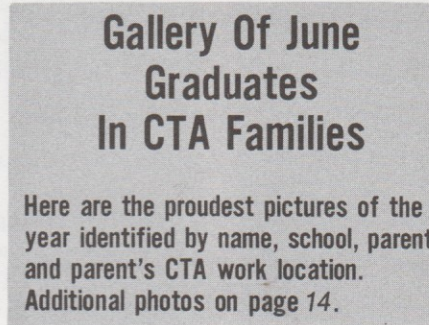 Gallery Of June
Graduates
In CTA Families
Here are the proudest pictures of the
year identified by name, school, parent
and parent's CTA work location.
Additional photos on page 14.